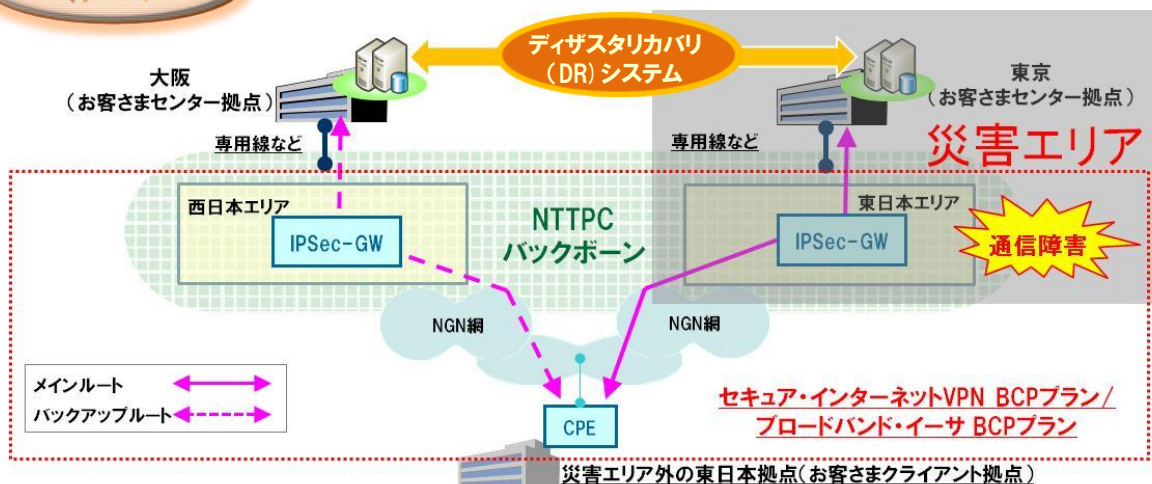 ディザスタリカバリ
(DR)システム
大阪
(お客さまセンター拠点)
東京
(お客さまセンター拠点)
専用線など
専用線など
災害エリア
西日本エリア
東日本エリア
IPSec-GW
NTTPC
バックボーン
IPSec-GW
通信障害
NGN網
NGN網
メインルート
バックアップルート
CPE
セキュア・インターネットVPN BCPプラン/
ブロードバンド・イーサ BCPプラン
災害エリア外の東日本拠点(お客さまクライアント拠点)